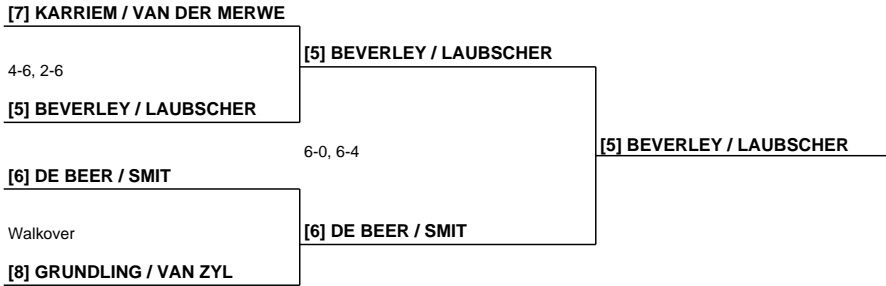 [7] KARRIEM / VAN DER MERWE
[5] BEVERLEY / LAUBSCHER
4-6, 2-6
[5] BEVERLEY / LAUBSCHER
6-0, 6-4
[5] BEVERLEY / LAUBSCHER
[6] DE BEER / SMIT
Walkover
[6] DE BEER / SMIT
[8] GRUNDLING / VAN ZYL